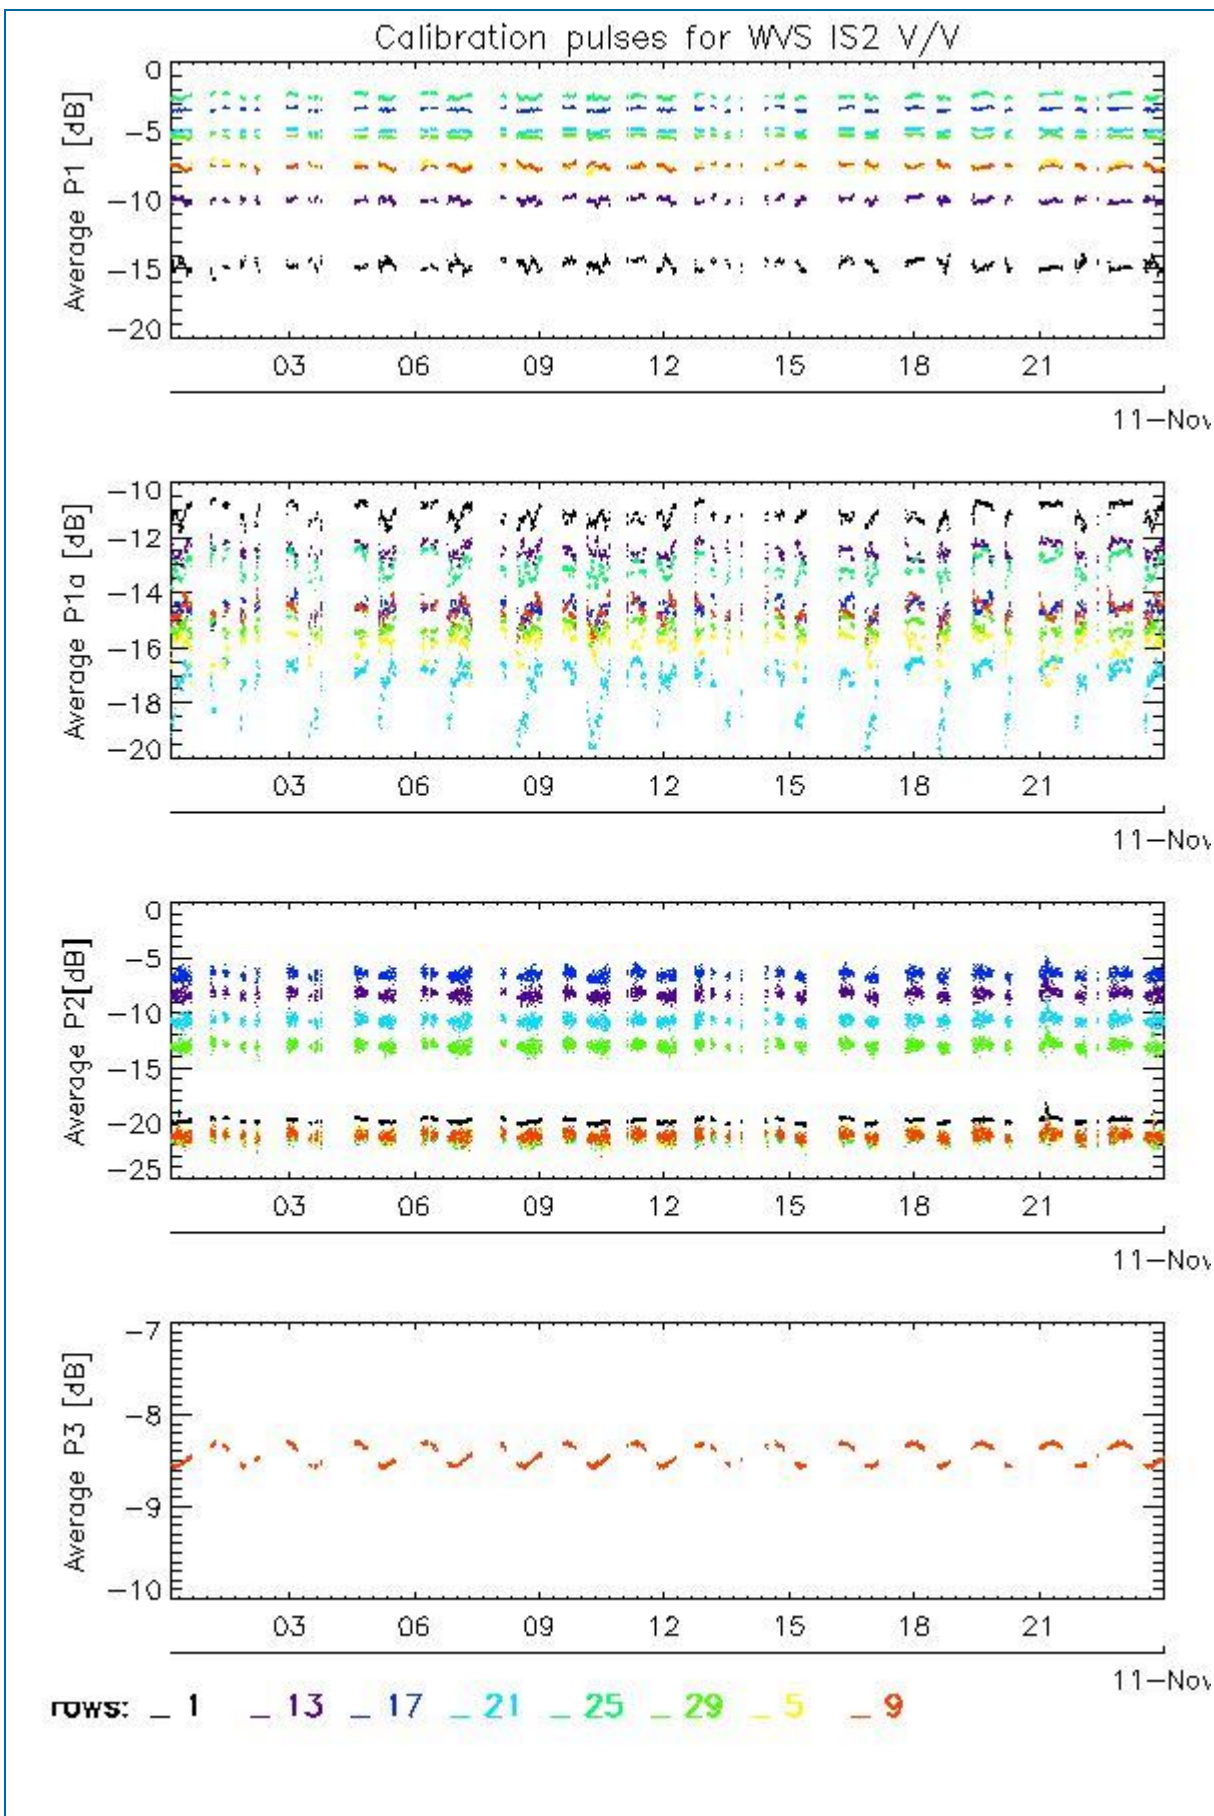 Calibration pulses for WVS IS2 V/V
Average P1 [dB]
0
−5
−10
−15
−20
03 06 09 12 15 18 21
11−Nov
Average P1a [dB]
−10
−12
−14
−16
−18
−20
03 06 09 12 15 18 21
11−Nov
Average P2[dB]
0
−5
−10
−15
−20
−25
03 06 09 12 15 18 21
11−Nov
Average P3 [dB]
−7
−8
−9
−10
03 06 09 12 15 18 21
11−Nov
rows: _ 1 _ 13 _ 17 _ 21 _ 25 _ 29 _ 5 _ 9